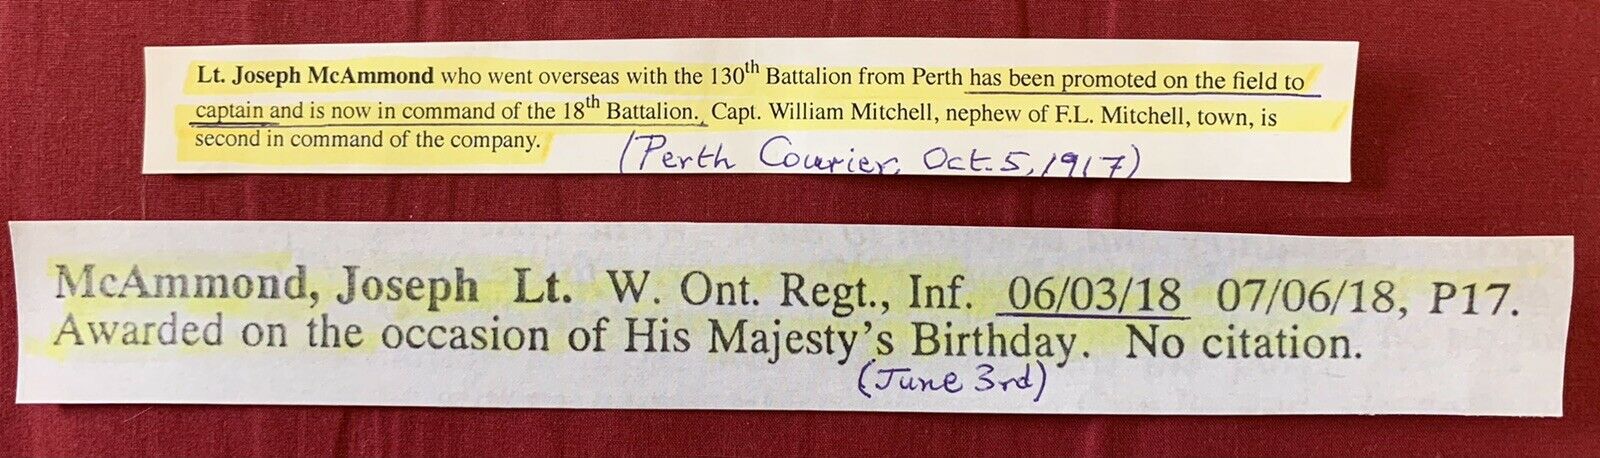 Lt. Joseph McAmmond who went overseas with the 130th Battalion from Perth has been promoted on the field to
captain and is now in command of the 18th Battalion. Capt. William Mitchell, nephew of F.L. Mitchell, town, is
second in command of the company.
(Perth Courier, Oct. 5, 1917)
McAmmond, Joseph Lt. W. Ont. Regt., Inf. 06/03/18 07/06/18, P17.
Awarded on the occasion of His Majesty's Birthday. No citation.
(June 3rd)